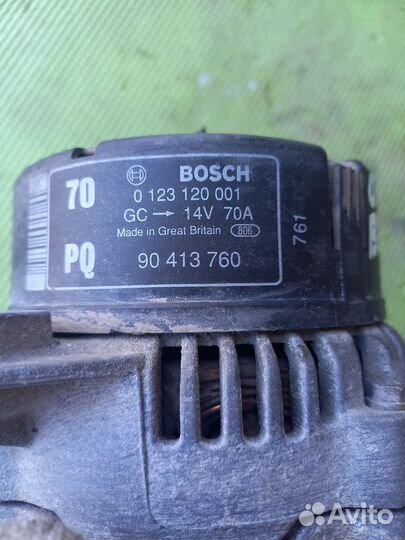 70
BOSCH
0 123 120 001
GC → 14V 70A
Made in Great Britain 806
PQ
90 413 760
761
Avito